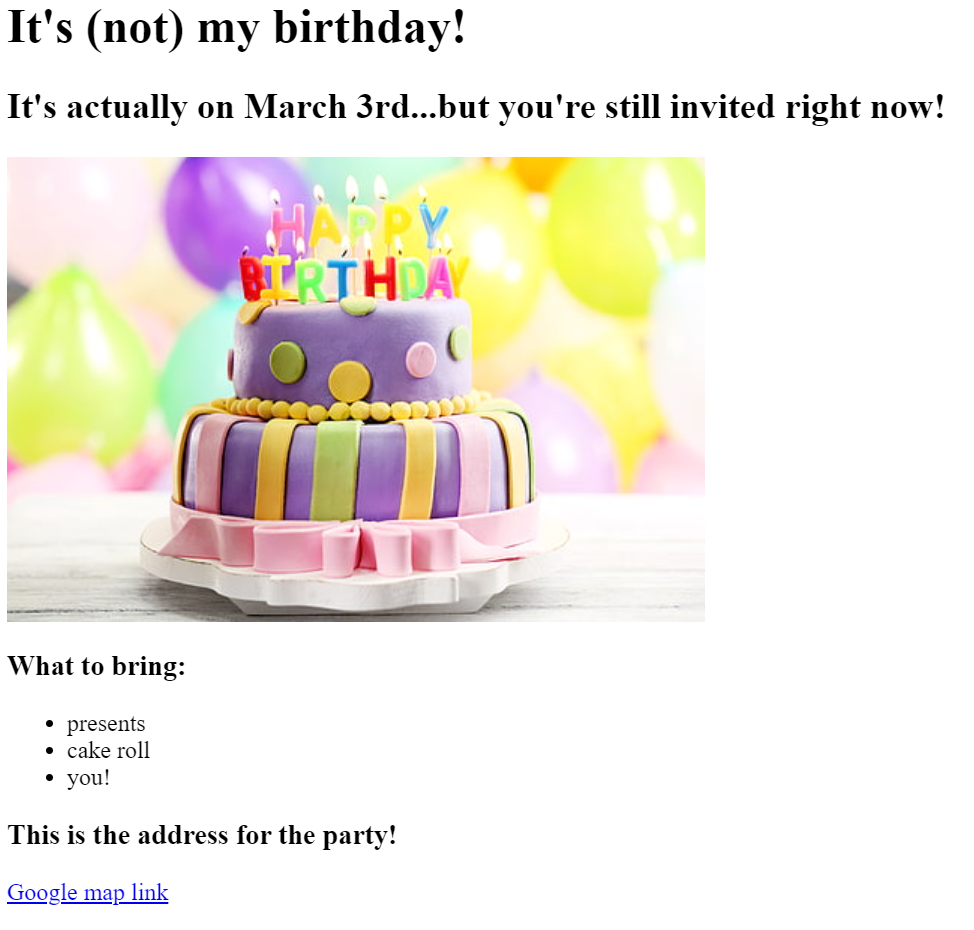 It's (not) my birthday!
It's actually on March 3rd...but you're still invited right now!
HAPPY
BIRTHDAY
What to bring:
presents
cake roll
you!
This is the address for the party!
Google map link